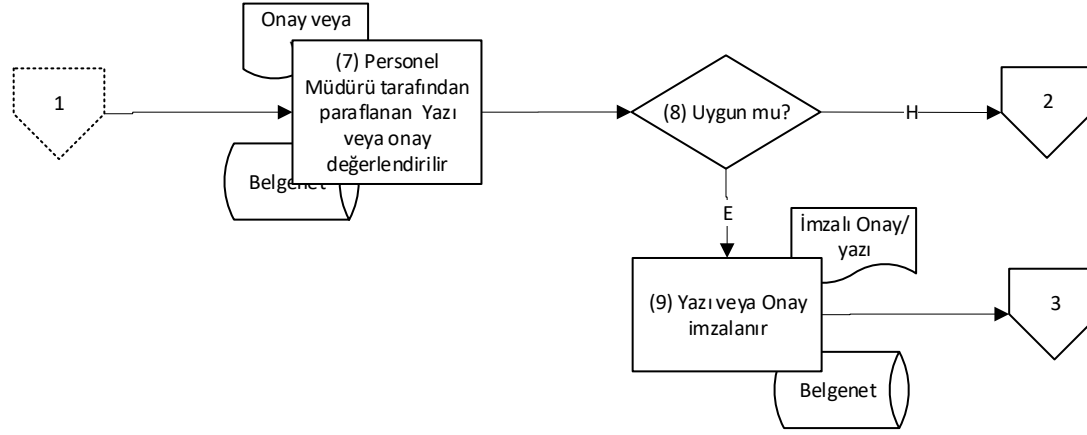 Onay veya
1
(7) Personel
Müdürü tarafından
paraflanan Yazı
veya onay
değerlendirilir
Belgenet
(8) Uygun mu?
H
2
E
İmzalı Onay/
yazı
(9) Yazı veya Onay
imzalanır
3
Belgenet